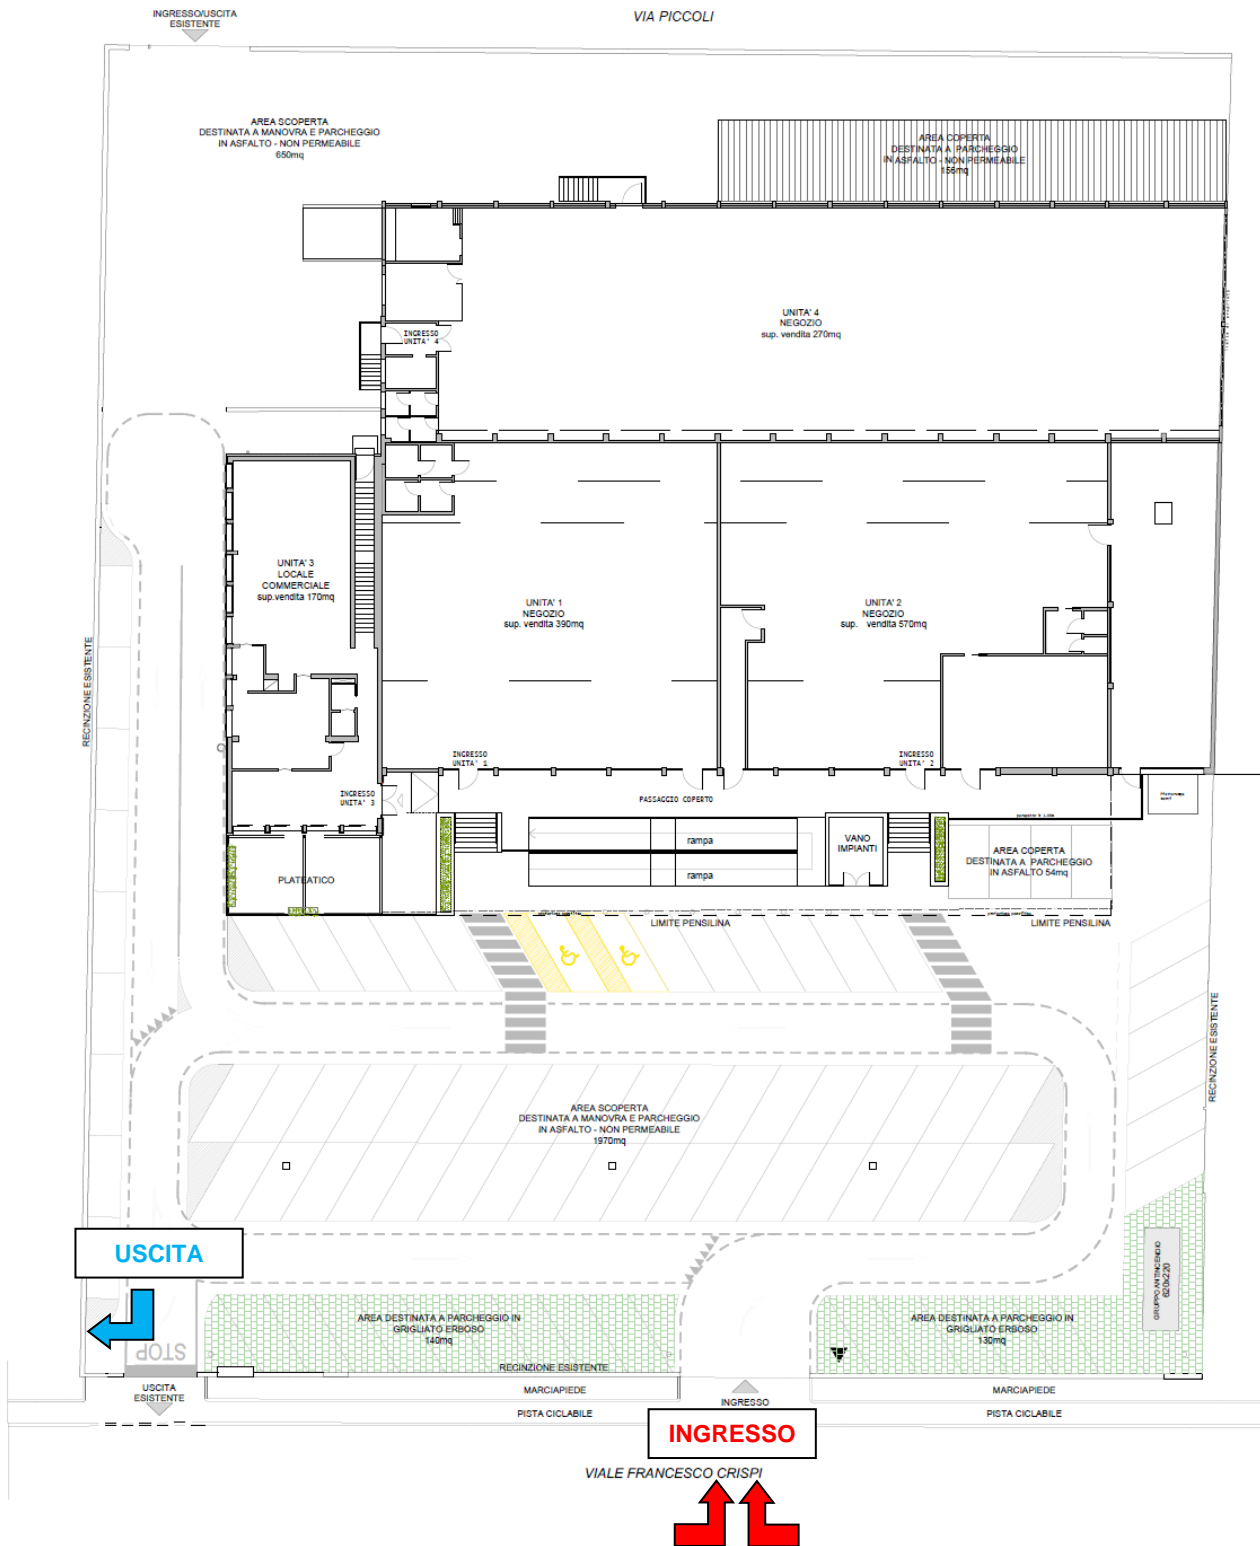 INGRESSO/USCITA
ESISTENTE
VIA PICCOLI
AREA SCOPERTA
DESTINATA A MANOVRA E PARCHEGGIO
IN ASFALTO - NON PERMEABILE
650mq
AREA COPERTA
DESTINATA A PARCHEGGIO
IN ASFALTO - NON PERMEABILE
156mq
UNITA' 4
NEGOZIO
sup. vendita 270mq
INGRESSO
UNITA' 4
UNITA' 3
LOCALE
COMMERCIALE
sup.vendita 170mq
UNITA' 1
NEGOZIO
sup. vendita 390mq
UNITA' 2
NEGOZIO
sup. vendita 570mq
RECINZIONE ESISTENTE
INGRESSO
UNITA' 1
INGRESSO
UNITA' 2
INGRESSO
UNITA' 3
PASSAGGIO COPERTO
rampa
rampa
VANO
IMPIANTI
AREA COPERTA
DESTINATA A PARCHEGGIO
IN ASFALTO 54mq
PLATEATICO
LIMITE PENSILINA
LIMITE PENSILINA
RECINZIONE ESISTENTE
AREA SCOPERTA
DESTINATA A MANOVRA E PARCHEGGIO
IN ASFALTO - NON PERMEABILE
1970mq
USCITA
GRUPPO ANTINCENDIO
620x220
AREA DESTINATA A PARCHEGGIO IN
GRIGLIATO ERBOSO
140mq
AREA DESTINATA A PARCHEGGIO IN
GRIGLIATO ERBOSO
130mq
STOP
RECINZIONE ESISTENTE
USCITA
ESISTENTE
MARCIAPIEDE
INGRESSO
MARCIAPIEDE
PISTA CICLABILE
PISTA CICLABILE
INGRESSO
VIALE FRANCESCO CRISPI